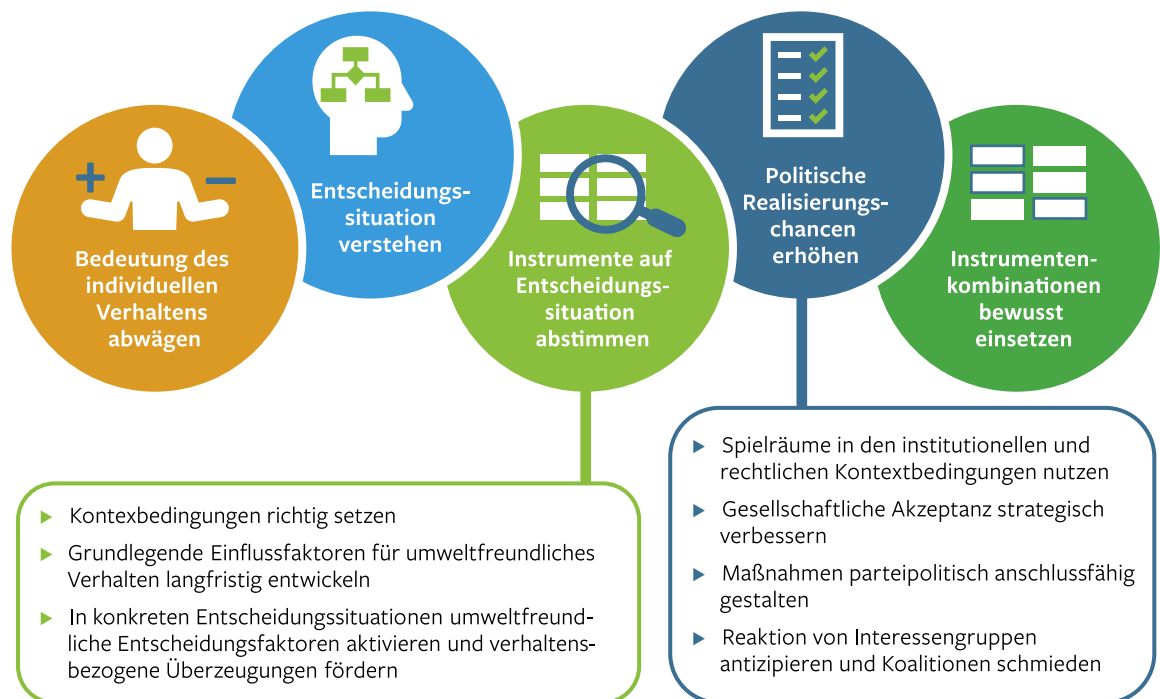 Bedeutung des
individuellen
Verhaltens
abwägen
Entscheidungs-
situation
verstehen
Instrumente auf
Entscheidungs-
situation
abstimmen
Politische
Realisierungs-
chancen
erhöhen
Instrumenten-
kombinationen
bewusst
einsetzen
Kontexbedingungen richtig setzen
Grundlegende Einflussfaktoren für umweltfreundliches
Verhalten langfristig entwickeln
In konkreten Entscheidungssituationen umweltfreund-
liche Entscheidungsfaktoren aktivieren und verhaltens-
bezogene Überzeugungen fördern
Spielräume in den institutionellen und
rechtlichen Kontextbedingungen nutzen
Gesellschaftliche Akzeptanz strategisch
verbessern
Maßnahmen parteipolitisch anschlussfähig
gestalten
Reaktion von Interessengruppen
antizipieren und Koalitionen schmieden